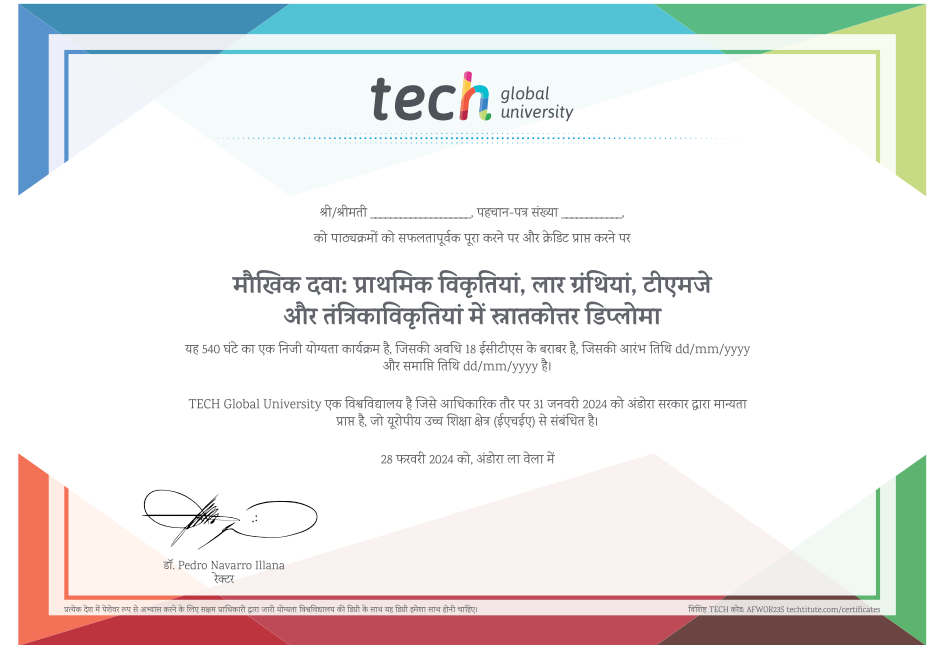 tech global
university
श्री/श्रीमती ____________________, पहचान-पत्र संख्या ____________,
को पाठ्यक्रमों को सफलतापूर्वक पूरा करने पर और क्रेडिट प्राप्त करने पर
मौखिक दवा: प्राथमिक विकृतियां, लार ग्रंथियां, टीएमजे
और तंत्रिकाविकृतियां में स्नातकोत्तर डिप्लोमा
यह 540 घंटे का एक निजी योग्यता कार्यक्रम है, जिसकी अवधि 18 ईसीटीएस के बराबर है, जिसकी आरंभ तिथि dd/mm/yyyy
और समाप्ति तिथि dd/mm/yyyy है।
TECH Global University एक विश्वविद्यालय है जिसे आधिकारिक तौर पर 31 जनवरी 2024 को अंडोरा सरकार द्वारा मान्यता
प्राप्त है, जो यूरोपीय उच्च शिक्षा क्षेत्र (ईएचईए) से संबंधित है।
28 फरवरी 2024 को, अंडोरा ला वेला में
डॉ. Pedro Navarro Illana
रेक्टर
प्रत्येक देश में पेशेवर रुप से अभ्यास करने के लिए सक्षम प्राधिकारी द्वारा जारी योग्यता विश्वविद्यालय की डिग्री के साथ यह डिग्री हमेशा साथ होनी चाहिए।
विशिष्ट TECH कोड: AFWOR23S techtitute.com/certificates